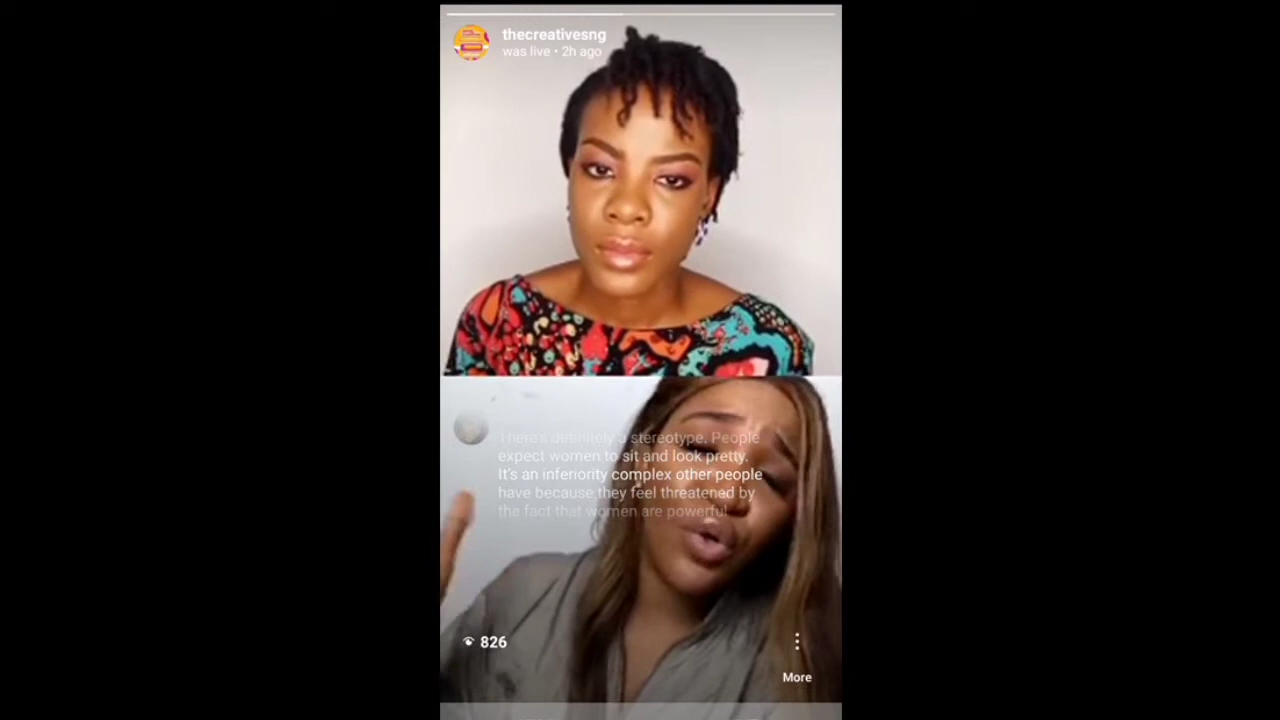 thecreativesng
was live • 2h ago
There's definitely a stereotype. People
expect women to sit and look pretty.
It's an inferiority complex other people
have because they feel threatened by
the fact that women are powerful
826
More